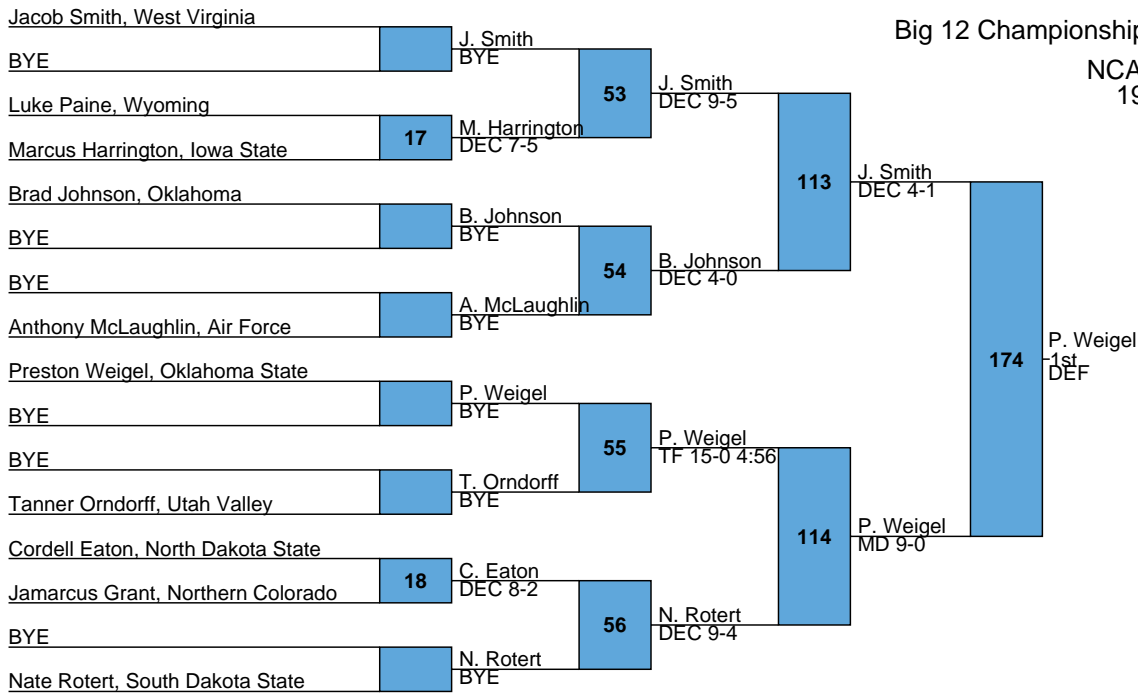 Jacob Smith, West Virginia
BYE
Luke Paine, Wyoming
Marcus Harrington, Iowa State
Brad Johnson, Oklahoma
BYE
BYE
Anthony McLaughlin, Air Force
Preston Weigel, Oklahoma State
BYE
BYE
Tanner Orndorff, Utah Valley
Cordell Eaton, North Dakota State
Jamarcus Grant, Northern Colorado
BYE
Nate Rotert, South Dakota State
17
18
J. Smith
BYE
M. Harrington
DEC 7-5
B. Johnson
BYE
A. McLaughlin
BYE
P. Weigel
BYE
T. Orndorff
BYE
C. Eaton
DEC 8-2
N. Rotert
BYE
53
54
55
56
J. Smith
DEC 9-5
B. Johnson
DEC 4-0
P. Weigel
TF 15-0 4:56
N. Rotert
DEC 9-4
113
114
J. Smith
DEC 4-1
P. Weigel
MD 9-0
174
P. Weigel
1st
DEF
Big 12 Championship
NCA
19